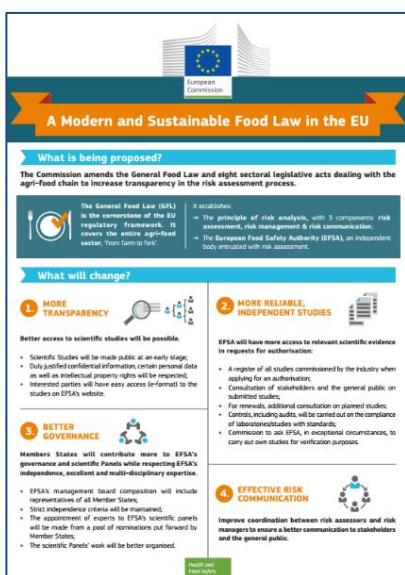 European
Commission
A Modern and Sustainable Food Law in the EU
What is being proposed?
The Commission amends the General Food Law and eight sectoral legislative acts dealing with the
agri-food chain to increase transparency in the risk assessment process.
The General Food Law (GFL)
is the cornerstone of the EU
regulatory framework. It
covers the entire agri-food
sector, 'from farm to fork'.
It establishes:
→ The principle of risk analysis, with 3 components: risk
assessment, risk management & risk communication.
→ The European Food Safety Authority (EFSA), an independent
body entrusted with risk assessment.
What will change?
1. MORE
TRANSPARENCY
Better access to scientific studies will be possible.
• Scientific Studies will be made public at an early stage;
• Duly justified confidential information, certain personal data
as well as intellectual property rights will be respected;
• Interested parties will have easy access (e-format) to the
studies on EFSA's website.
2. MORE RELIABLE,
INDEPENDENT STUDIES
EFSA will have more access to relevant scientific evidence
in requests for authorisation:
• A register of all studies commissioned by the industry when
applying for an authorisation;
• Consultation of stakeholders and the general public on
submitted studies;
• For renewals, additional consultation on planned studies;
• Controls, including audits, will be carried out on the compliance
of laboratories/studies with standards;
• Commission to ask EFSA, in exceptional circumstances, to
carry out own studies for verification purposes.
3. BETTER
GOVERNANCE
Members States will contribute more to EFSA's
governance and scientific Panels while respecting EFSA's
independence, excellent and multi-disciplinary expertise.
• EFSA's management board composition will include
representatives of all Member States;
• Strict independence criteria will be maintained;
• The appointment of experts to EFSA's scientific panels
will be made from a pool of nominations put forward by
Member States;
• The scientific Panels' work will be better organised.
4. EFFECTIVE RISK
COMMUNICATION
Improve coordination between risk assessors and risk
managers to ensure a better communication to stakeholders
and the general public.
Health and
Food Safety